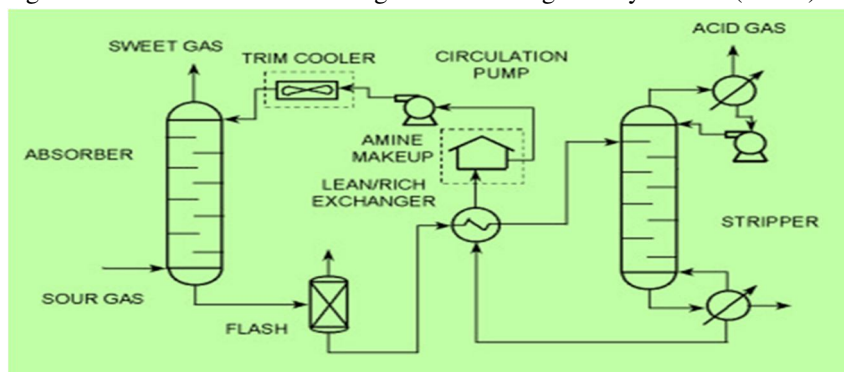 SWEET GAS
TRIM COOLER
CIRCULATION
PUMP
ACID GAS
ABSORBER
AMINE
MAKEUP
LEAN/RICH
EXCHANGER
STRIPPER
SOUR GAS
FLASH